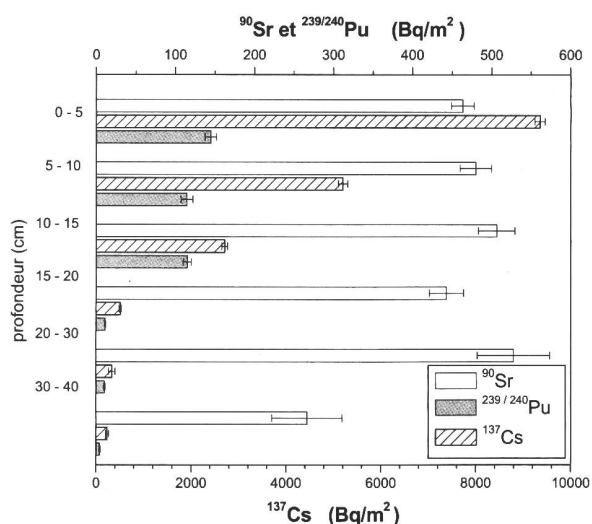 ⁹⁰Sr et ²³⁹/²⁴⁰Pu (Bq/m²)
0 100 200 300 400 500 600
profondeur (cm)
0 - 5
5 - 10
10 - 15
15 - 20
20 - 30
30 - 40
⁹⁰Sr
²³⁹ / ²⁴⁰Pu
¹³⁷Cs
0 2000 4000 6000 8000 10000
¹³⁷Cs (Bq/m²)